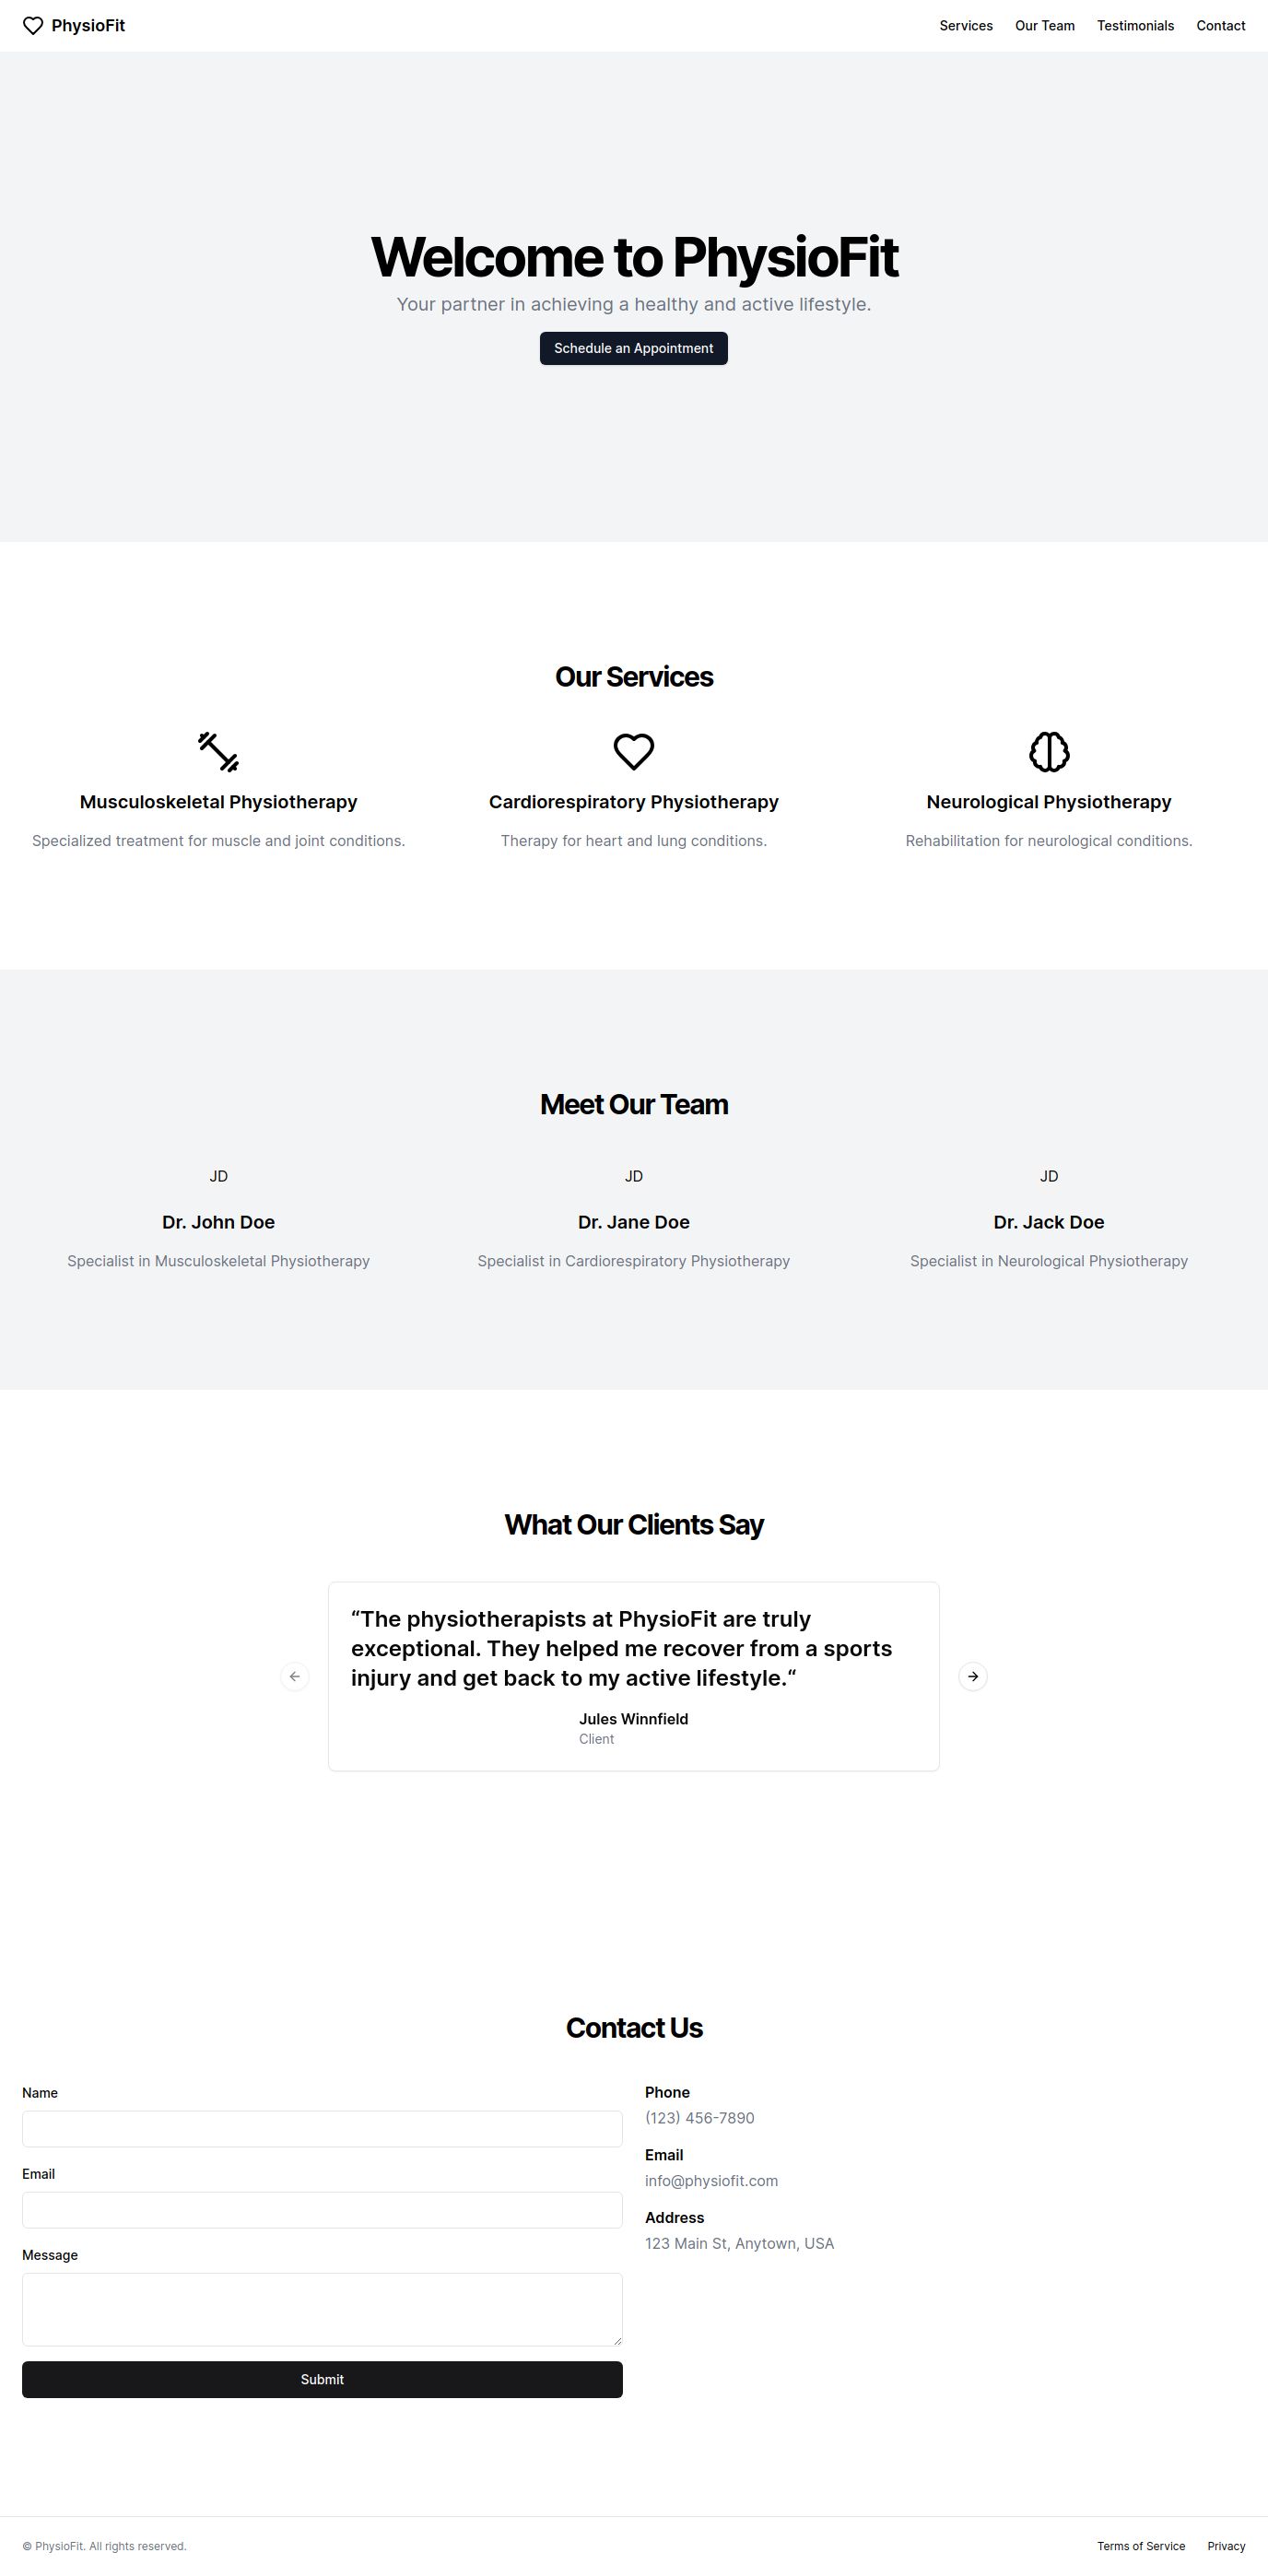 PhysioFit
Services
Our Team
Testimonials
Contact
Welcome to PhysioFit
Your partner in achieving a healthy and active lifestyle.
Schedule an Appointment
Our Services
Musculoskeletal Physiotherapy
Specialized treatment for muscle and joint conditions.
Cardiorespiratory Physiotherapy
Therapy for heart and lung conditions.
Neurological Physiotherapy
Rehabilitation for neurological conditions.
Meet Our Team
JD
Dr. John Doe
Specialist in Musculoskeletal Physiotherapy
JD
Dr. Jane Doe
Specialist in Cardiorespiratory Physiotherapy
JD
Dr. Jack Doe
Specialist in Neurological Physiotherapy
What Our Clients Say
“The physiotherapists at PhysioFit are truly
exceptional. They helped me recover from a sports
injury and get back to my active lifestyle.“
Jules Winnfield
Client
Contact Us
Name
Email
Message
Submit
Phone
(123) 456-7890
Email
info@physiofit.com
Address
123 Main St, Anytown, USA
© PhysioFit. All rights reserved.
Terms of Service
Privacy